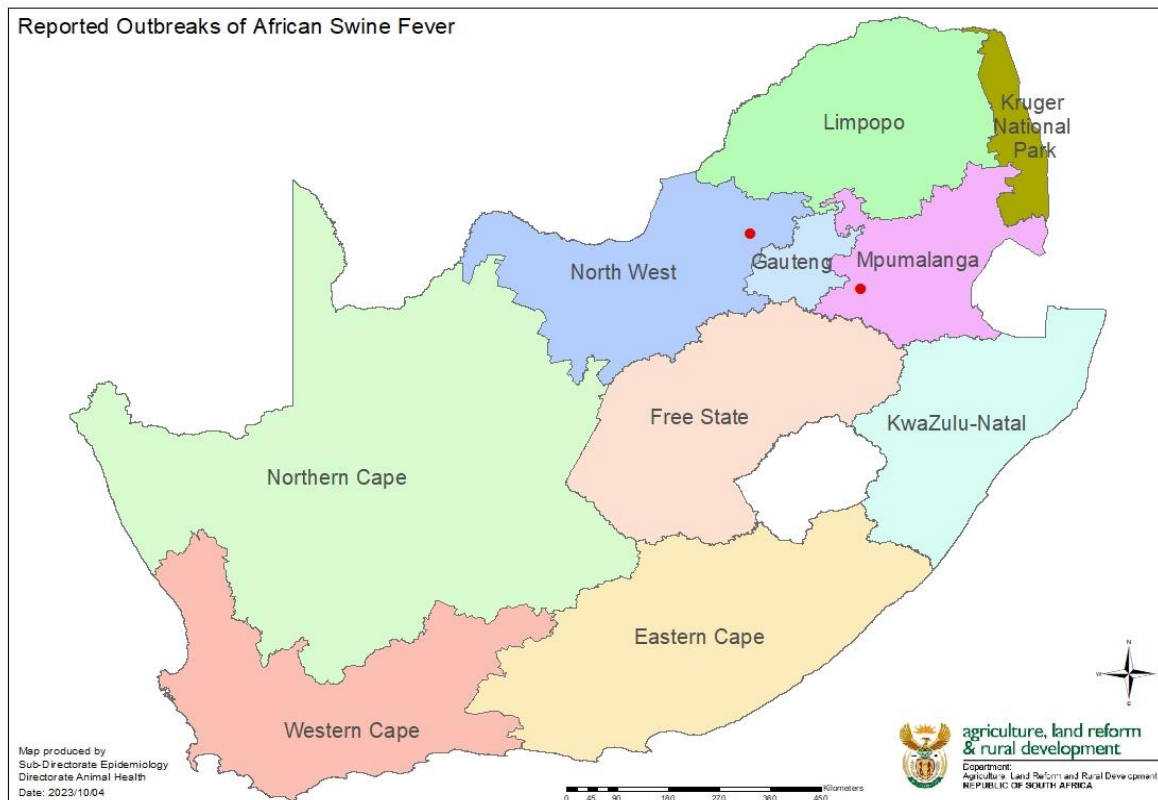 Reported Outbreaks of African Swine Fever
Limpopo
Kruger
National
Park
North West
Gauteng
Mpumalanga
Free State
KwaZulu-Natal
Northern Cape
Eastern Cape
Western Cape
N
W
S
Map produced by
Sub-Directorate Epidemiology
Directorate Animal Health
Date: 2023/10/04
0 45 90 180 270 360 450
Kilometers
agriculture, land reform
& rural development
Department:
Agriculture, Land Reform and Rural Development
REPUBLIC OF SOUTH AFRICA